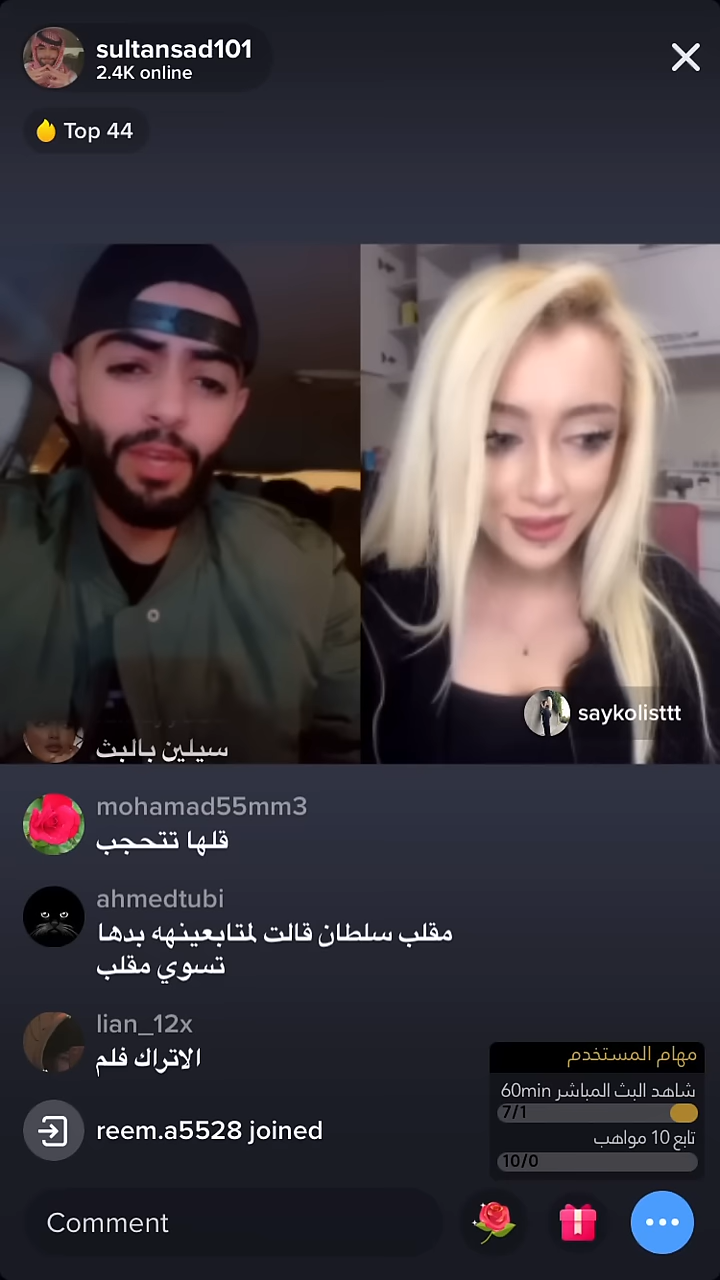 sultansad101
2.4K online
Top 44
saykolisttt
سيلين بالبث
mohamad55mm3
قلها تتحجب
ahmedtubi
مقلب سلطان قالت لمتابعينهه بدها
تسوي مقلب
lian_12x
الاتراك فلم
reem.a5528 joined
مهام المستخدم
شاهد البث المباشر 60min
7/1
تابع 10 مواهب
10/0
Comment